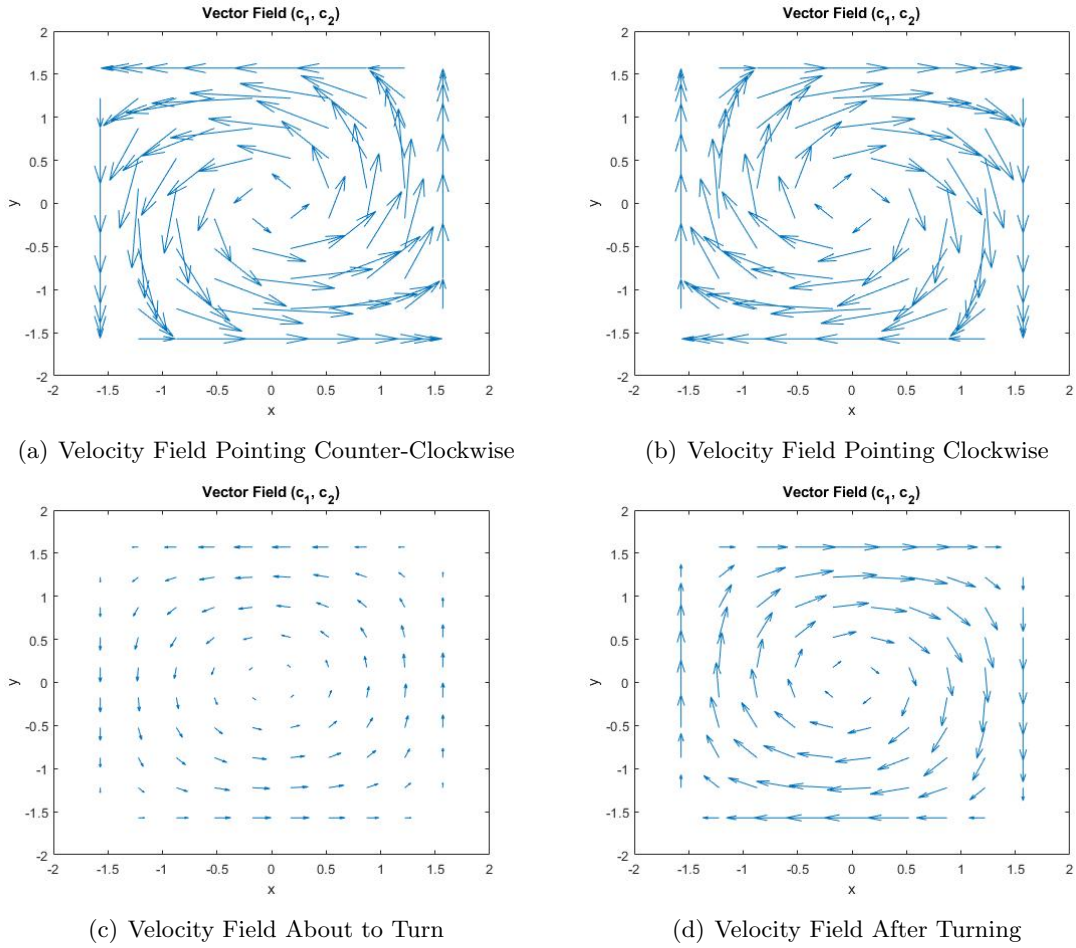 Vector Field (c1, c2)
2
1.5
1
0.5
0
-0.5
-1
-1.5
-2
-2 -1.5 -1 -0.5 0 0.5 1 1.5 2
x
y
(a) Velocity Field Pointing Counter-Clockwise
Vector Field (c1, c2)
2
1.5
1
0.5
0
-0.5
-1
-1.5
-2
-2 -1.5 -1 -0.5 0 0.5 1 1.5 2
x
y
(b) Velocity Field Pointing Clockwise
Vector Field (c1, c2)
2
1.5
1
0.5
0
-0.5
-1
-1.5
-2
-2 -1.5 -1 -0.5 0 0.5 1 1.5 2
x
y
(c) Velocity Field About to Turn
Vector Field (c1, c2)
2
1.5
1
0.5
0
-0.5
-1
-1.5
-2
-2 -1.5 -1 -0.5 0 0.5 1 1.5 2
x
y
(d) Velocity Field After Turning